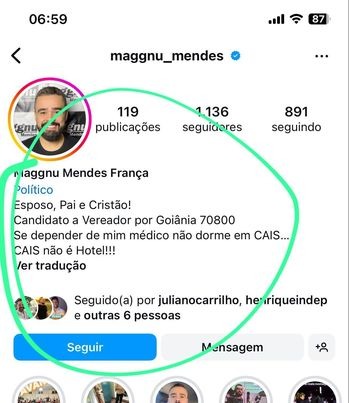 06:59
87
maggnu_mendes
119
1.136
891
publicações
seguidores
seguindo
Maggnu Mendes França
Político
Esposo, Pai e Cristão!
Candidato a Vereador por Goiânia 70800
Se depender de mim médico não dorme em CAIS...
CAIS não é Hotel!!!
Ver tradução
Seguido(a) por julianocarrilho, henriqueindep
e outras 6 pessoas
Seguir
Mensagem